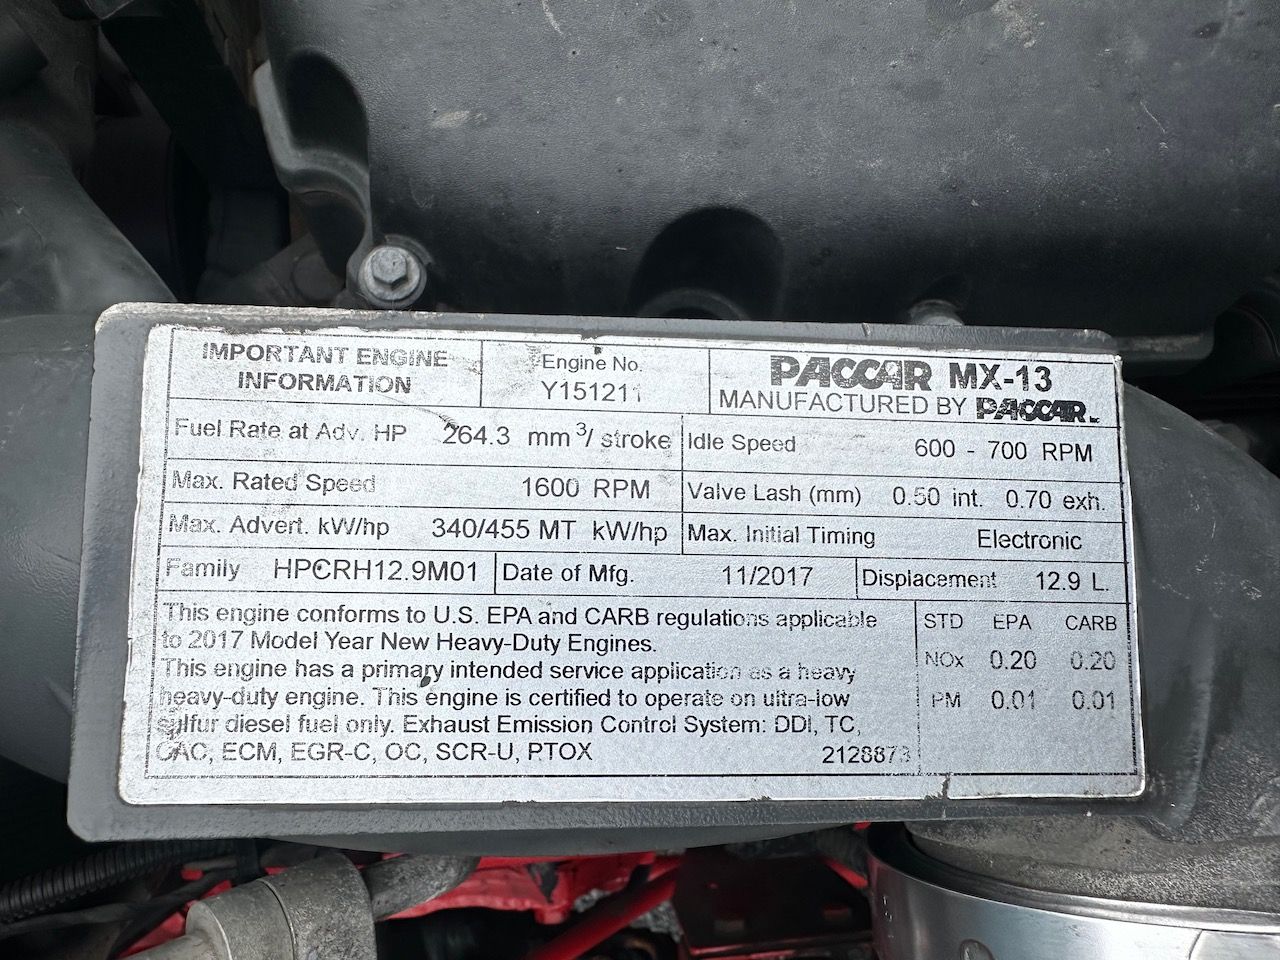 IMPORTANT ENGINE
INFORMATION
Engine No.
Y151211
PACCAR MX-13
MANUFACTURED BY PACCAR
Fuel Rate at Adv. HP 264.3 mm³/ stroke
Idle Speed 600 - 700 RPM
Max. Rated Speed 1600 RPM
Valve Lash (mm) 0.50 int. 0.70 exh.
Max. Advert. kW/hp 340/455 MT kW/hp
Max. Initial Timing Electronic
Family HPCRH12.9M01
Date of Mfg. 11/2017
Displacement 12.9 L.
This engine conforms to U.S. EPA and CARB regulations applicable
to 2017 Model Year New Heavy-Duty Engines.
This engine has a primary intended service application as a heavy
heavy-duty engine. This engine is certified to operate on ultra-low
sulfur diesel fuel only. Exhaust Emission Control System: DDI, TC,
CAC, ECM, EGR-C, OC, SCR-U, PTOX 2128873
STD EPA CARB
NOx 0.20 0.20
PM 0.01 0.01